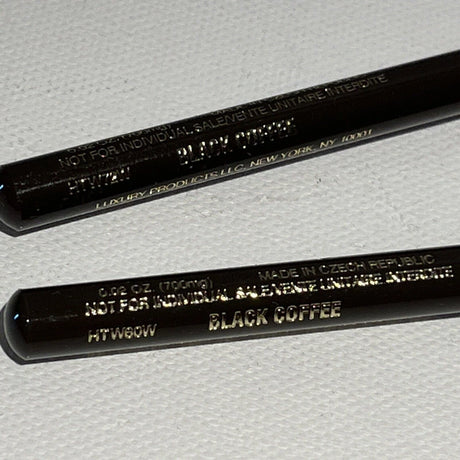 NOT FOR INDIVIDUAL SALE/VENTE UNITAIRE INTERDITE
BLACK COFFEE
LUXURY PRODUCTS LLC. NEW YORK, NY 10001
0.02 OZ. (700mg) MADE IN CZECH REPUBLIC
NOT FOR INDIVIDUAL SALE/VENTE UNITAIRE INTERDITE
HTW60W BLACK COFFEE